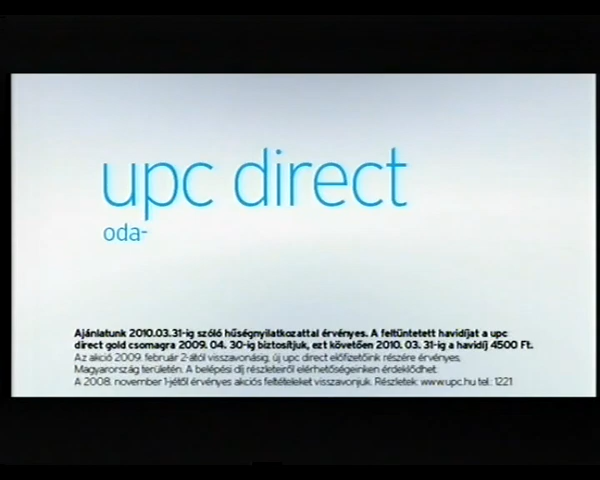 upc direct
oda-
Ajánlatunk 2010.03.31-ig szóló hűségnyilatkozattal érvényes. A feltüntetett havidíjat a upc
direct gold csomagra 2009. 04. 30-ig biztosítjuk, ezt követően 2010. 03. 31-ig a havidíj 4500 Ft.
Az akció 2009. február 2-ától visszavonásig, új upc direct előfizetőink részére érvényes
Magyarország területén. A belépési díj részleteiről elérhetőségeinken érdeklődhet.
A 2008. november 1-jétől érvényes akciós feltételeket visszavonjuk. Részletek: www.upc.hu tel.: 1221